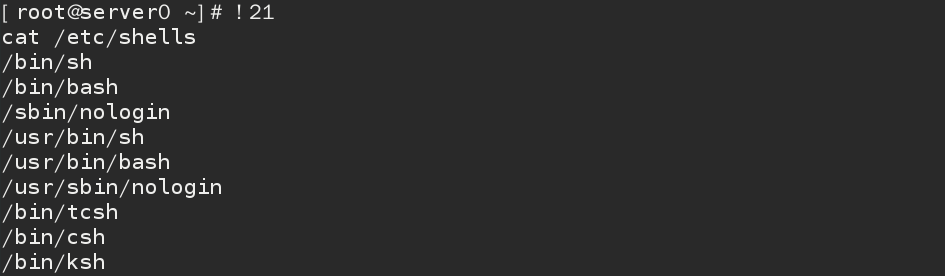 [ root@server0 ~] # !21
cat /etc/shells
/bin/sh
/bin/bash
/sbin/nologin
/usr/bin/sh
/usr/bin/bash
/usr/sbin/nologin
/bin/tcsh
/bin/csh
/bin/ksh